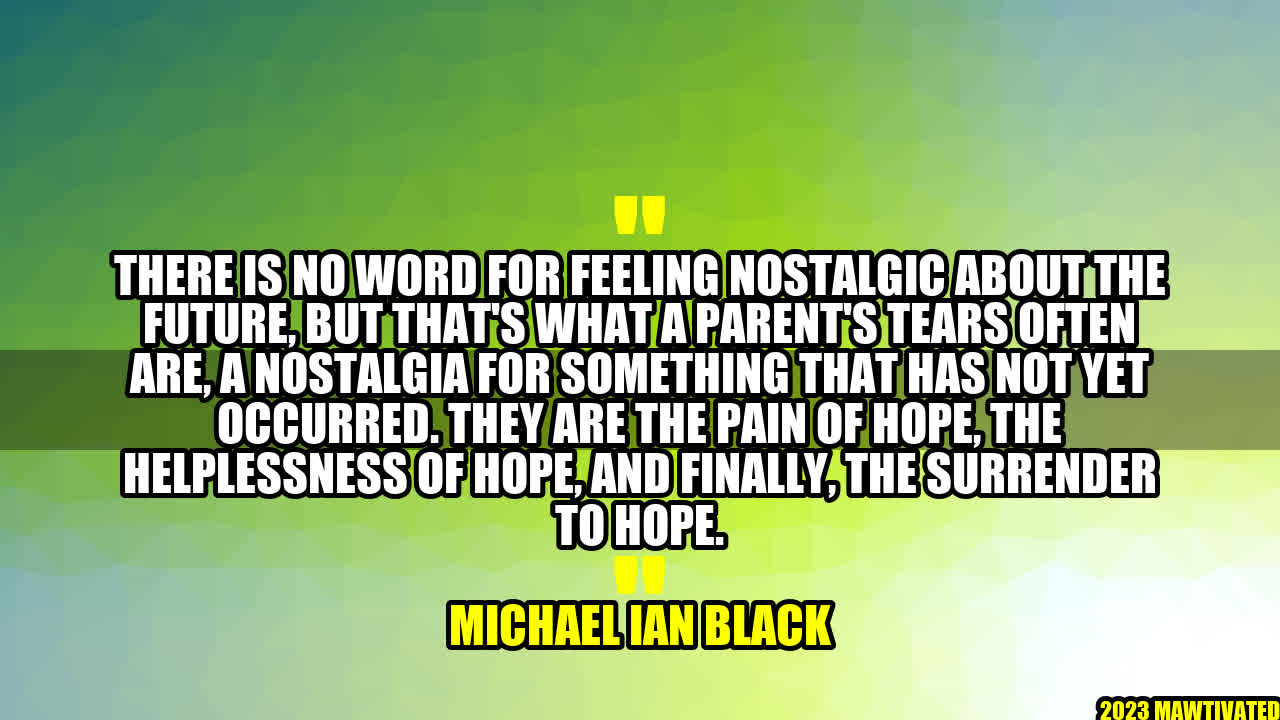 "
THERE IS NO WORD FOR FEELING NOSTALGIC ABOUT THE
FUTURE, BUT THAT'S WHAT A PARENT'S TEARS OFTEN
ARE, A NOSTALGIA FOR SOMETHING THAT HAS NOT YET
OCCURRED. THEY ARE THE PAIN OF HOPE, THE
HELPLESSNESS OF HOPE, AND FINALLY, THE SURRENDER
TO HOPE.
"
MICHAEL IAN BLACK
2023 MAWTIVATED